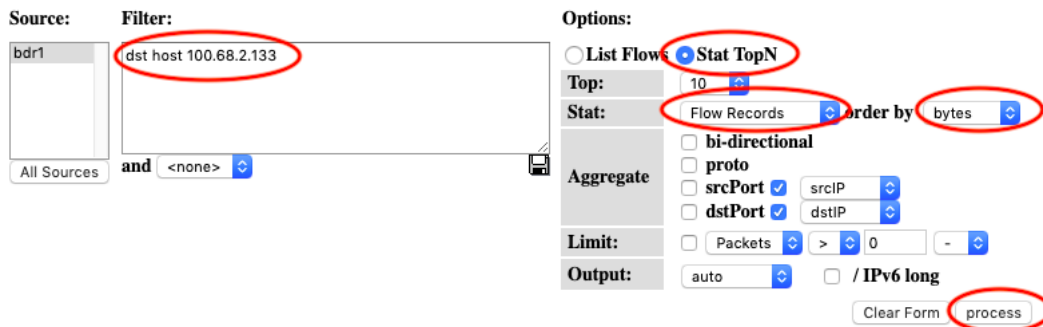 Source: Filter: Options:
bdr1
dst host 100.68.2.133
List Flows Stat TopN
Top: 10
Stat: Flow Records order by bytes
Aggregate
bi-directional
proto
srcPort srcIP
dstPort dstIP
Limit: Packets > 0 -
Output: auto / IPv6 long
All Sources and <none>
Clear Form process